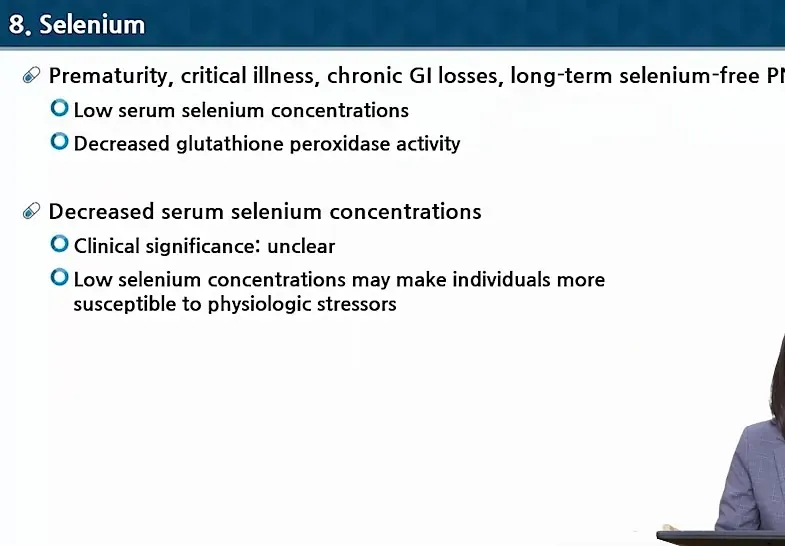 8. Selenium
Prematurity, critical illness, chronic GI losses, long-term selenium-free PN
Low serum selenium concentrations
Decreased glutathione peroxidase activity
Decreased serum selenium concentrations
Clinical significance: unclear
Low selenium concentrations may make individuals more
susceptible to physiologic stressors